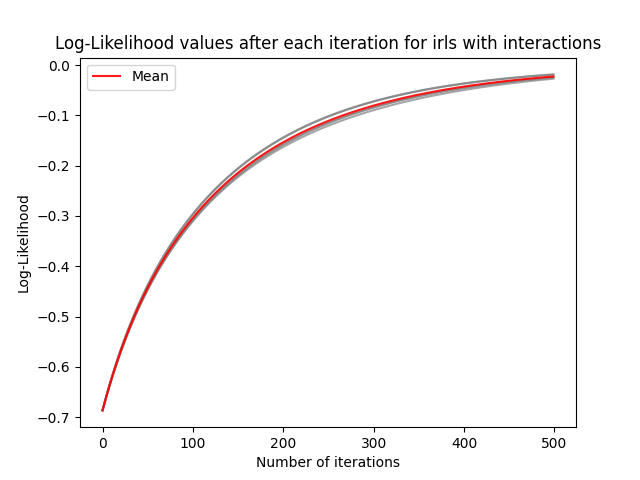 Log-Likelihood values after each iteration for irls with interactions
Mean
0.0
−0.1
−0.2
−0.3
−0.4
−0.5
−0.6
−0.7
Log-Likelihood
0 100 200 300 400 500
Number of iterations